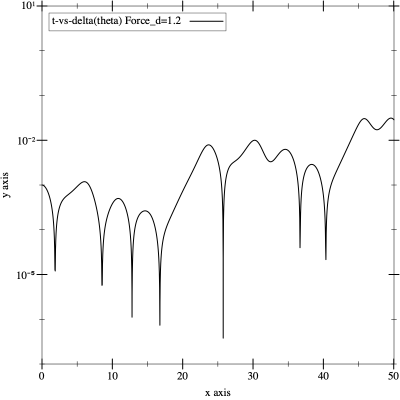 10¹
t-vs-delta(theta) Force_d=1.2
10⁻²
y axis
10⁻⁵
0 10 20 30 40 50
x axis